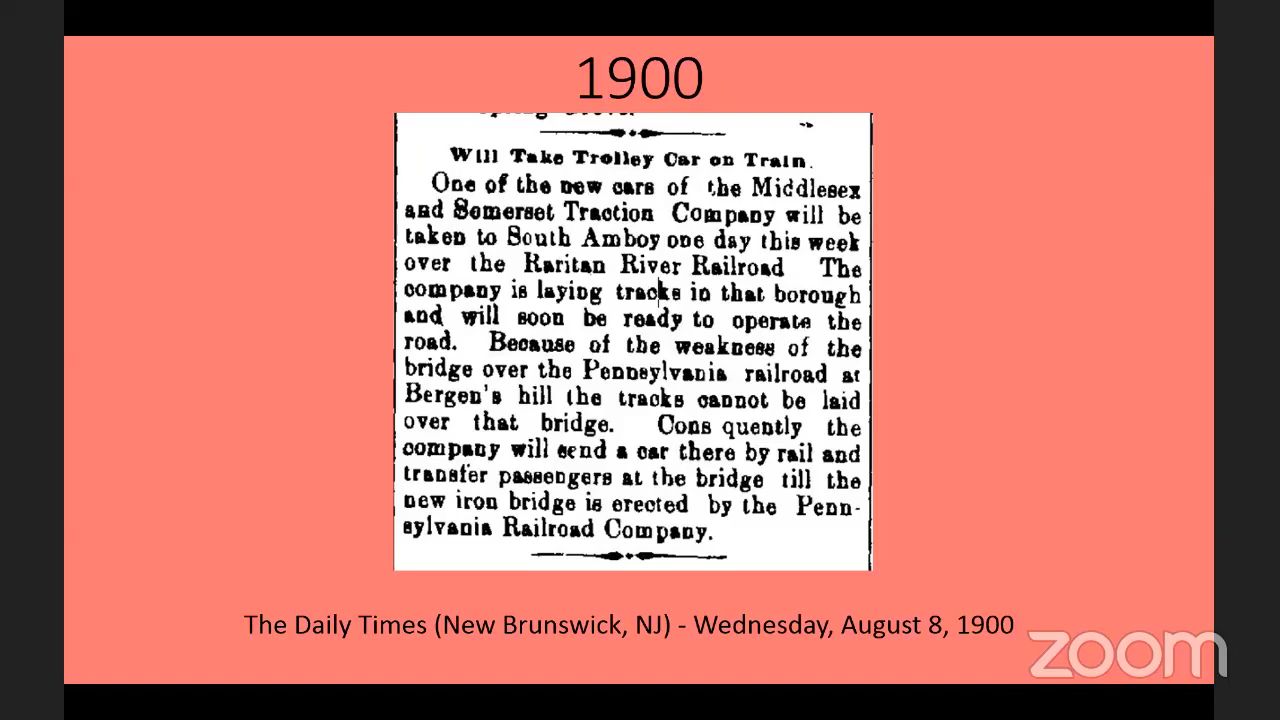 1900
Will Take Trolley Car on Train.
One of the new cars of the Middlesex
and Somerset Traction Company will be
taken to South Amboy one day this week
over the Raritan River Railroad The
company is laying tracks in that borough
and will soon be ready to operate the
road. Because of the weakness of the
bridge over the Pennsylvania railroad at
Bergen's hill the tracks cannot be laid
over that bridge. Cons quently the
company will send a car there by rail and
transfer passengers at the bridge till the
new iron bridge is erected by the Penn-
sylvania Railroad Company.
The Daily Times (New Brunswick, NJ) - Wednesday, August 8, 1900
zoom